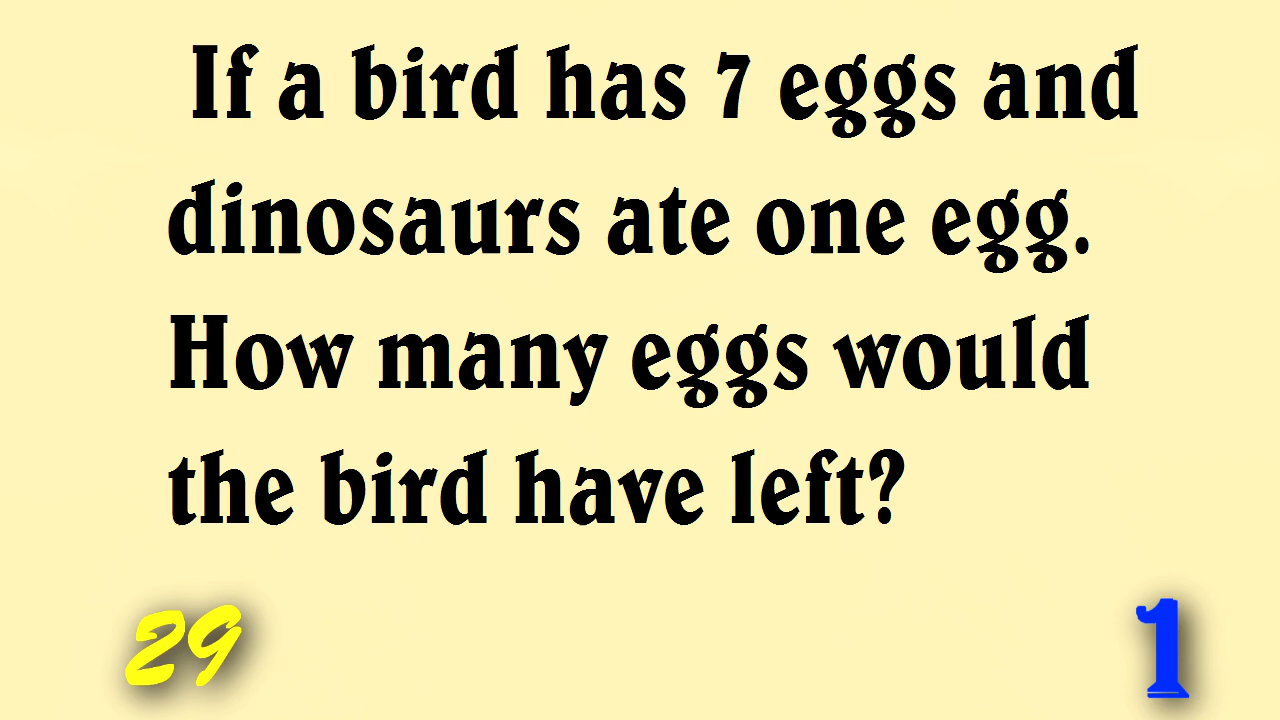 If a bird has 7 eggs and
dinosaurs ate one egg.
How many eggs would
the bird have left?
29
1